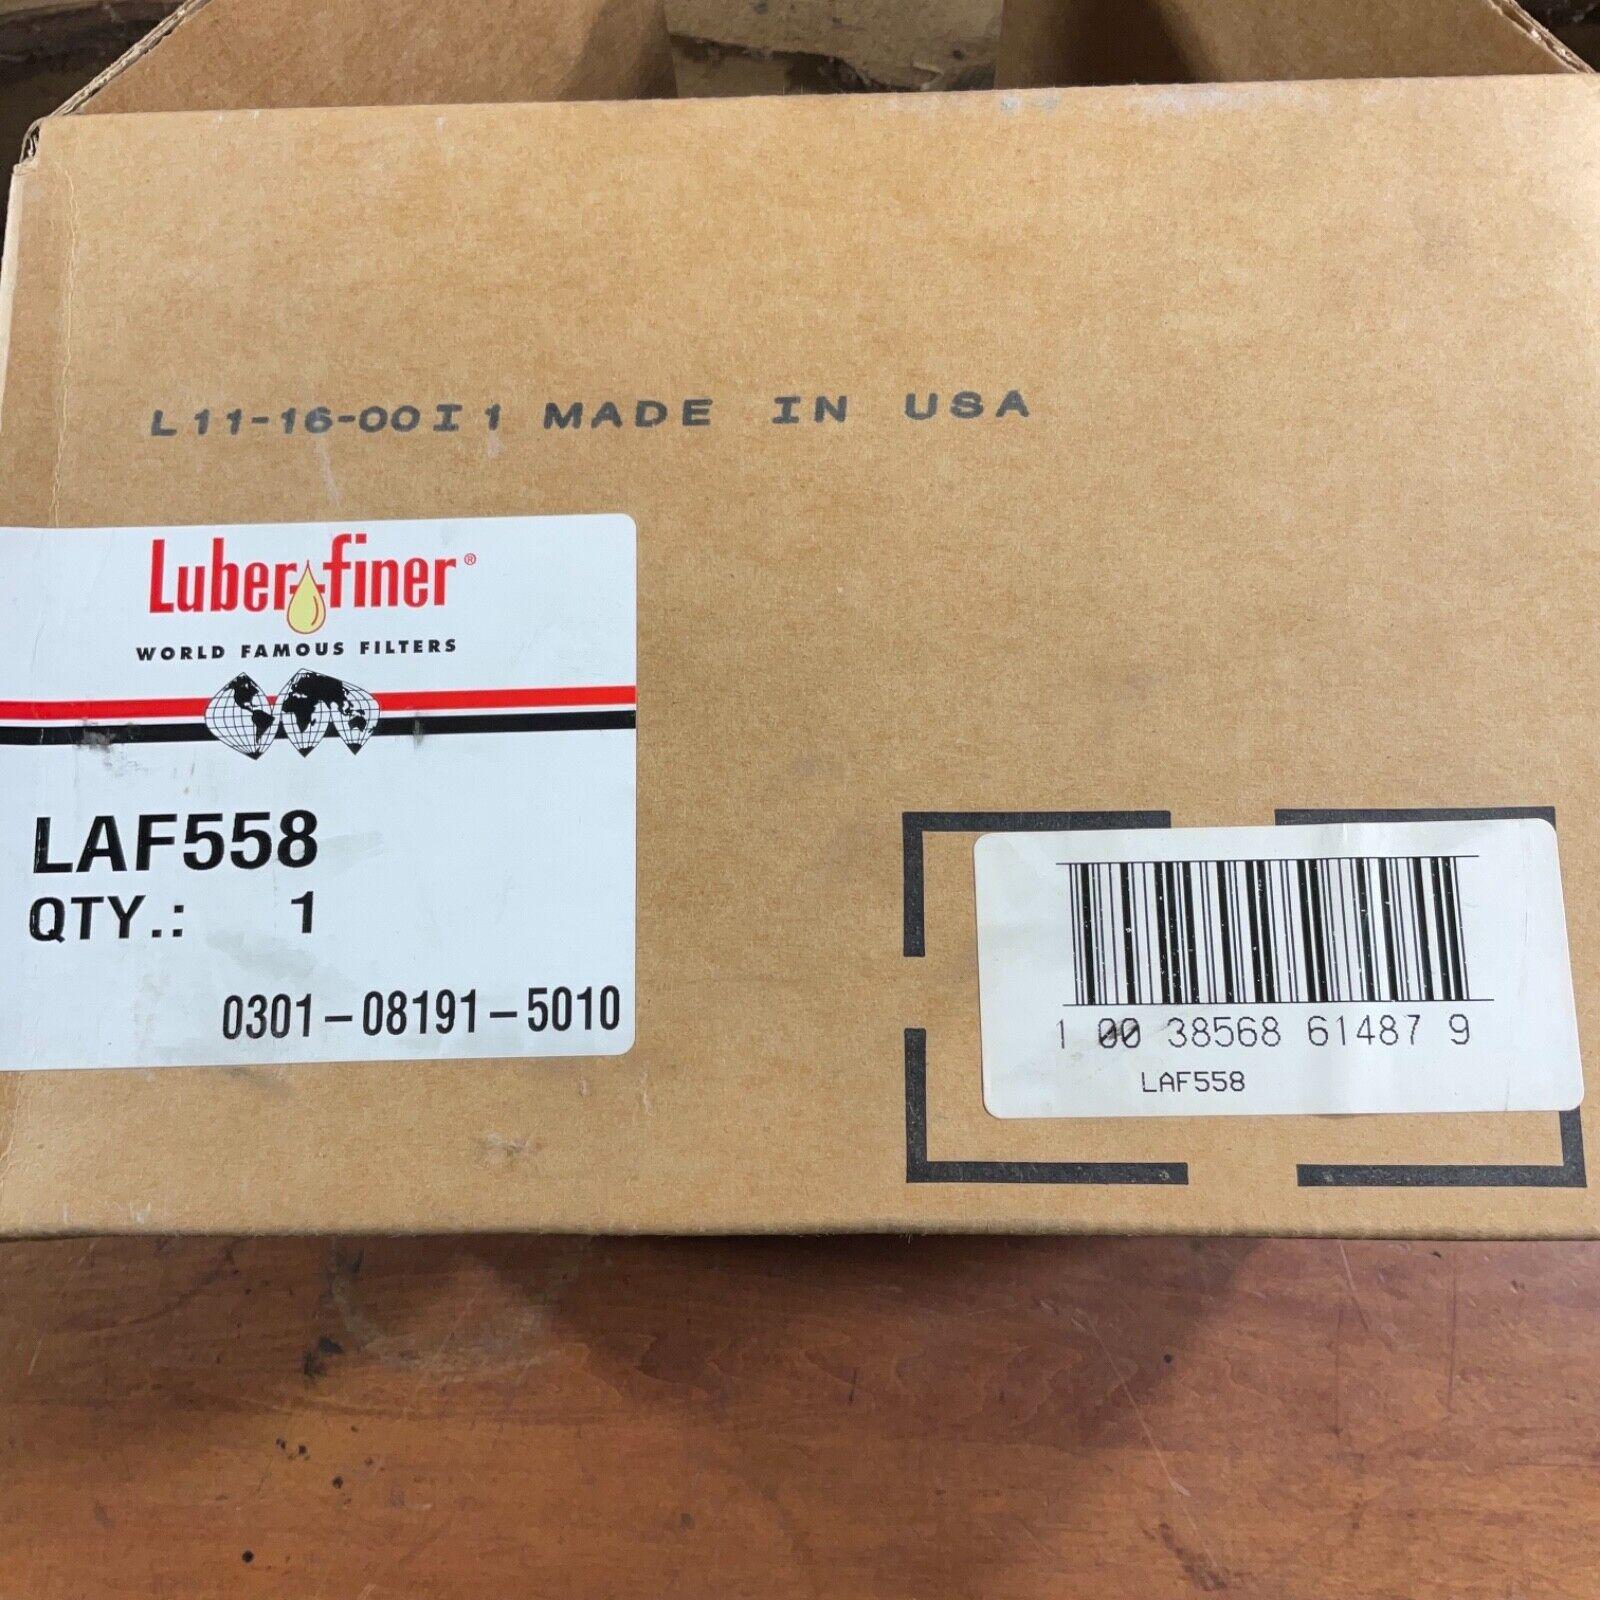 L11-16-00I1 MADE IN USA
Luber-finer®
WORLD FAMOUS FILTERS
LAF558
QTY.: 1
0301-08191-5010
1 00 38568 61487 9
LAF558